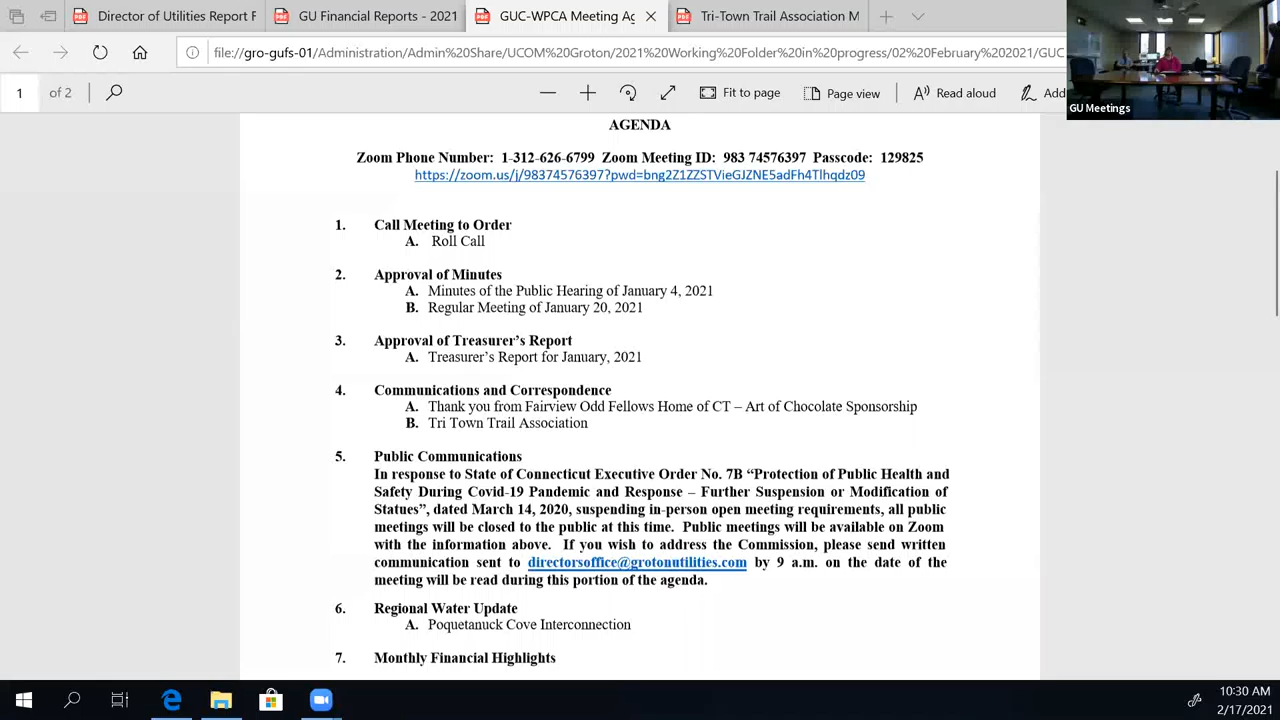 Director of Utilities Report F
GU Financial Reports - 2021
GUC-WPCA Meeting Ag
Tri-Town Trail Association M
file://gro-gufs-01/Administration/Admin%20Share/UCOM%20Groton/2021%20Working%20Folder%20in%20progress/02%20February%202021/GUC
GU Meetings
1 of 2
Fit to page
Page view
Read aloud
Add
AGENDA
Zoom Phone Number: 1-312-626-6799 Zoom Meeting ID: 983 74576397 Passcode: 129825
https://zoom.us/j/98374576397?pwd=bng2Z1ZZSTVieGJZNE5adFh4Tlhqdz09
1. Call Meeting to Order
A. Roll Call
2. Approval of Minutes
A. Minutes of the Public Hearing of January 4, 2021
B. Regular Meeting of January 20, 2021
3. Approval of Treasurer's Report
A. Treasurer's Report for January, 2021
4. Communications and Correspondence
A. Thank you from Fairview Odd Fellows Home of CT – Art of Chocolate Sponsorship
B. Tri Town Trail Association
5. Public Communications
In response to State of Connecticut Executive Order No. 7B “Protection of Public Health and
Safety During Covid-19 Pandemic and Response – Further Suspension or Modification of
Statues”, dated March 14, 2020, suspending in-person open meeting requirements, all public
meetings will be closed to the public at this time. Public meetings will be available on Zoom
with the information above. If you wish to address the Commission, please send written
communication sent to directorsoffice@grotonutilities.com by 9 a.m. on the date of the
meeting will be read during this portion of the agenda.
6. Regional Water Update
A. Poquetanuck Cove Interconnection
7. Monthly Financial Highlights
10:30 AM
2/17/2021